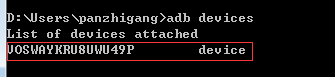 D:\Users\panzhigang>adb devices
List of devices attached
VOSWAYKRU8UWU49P        device